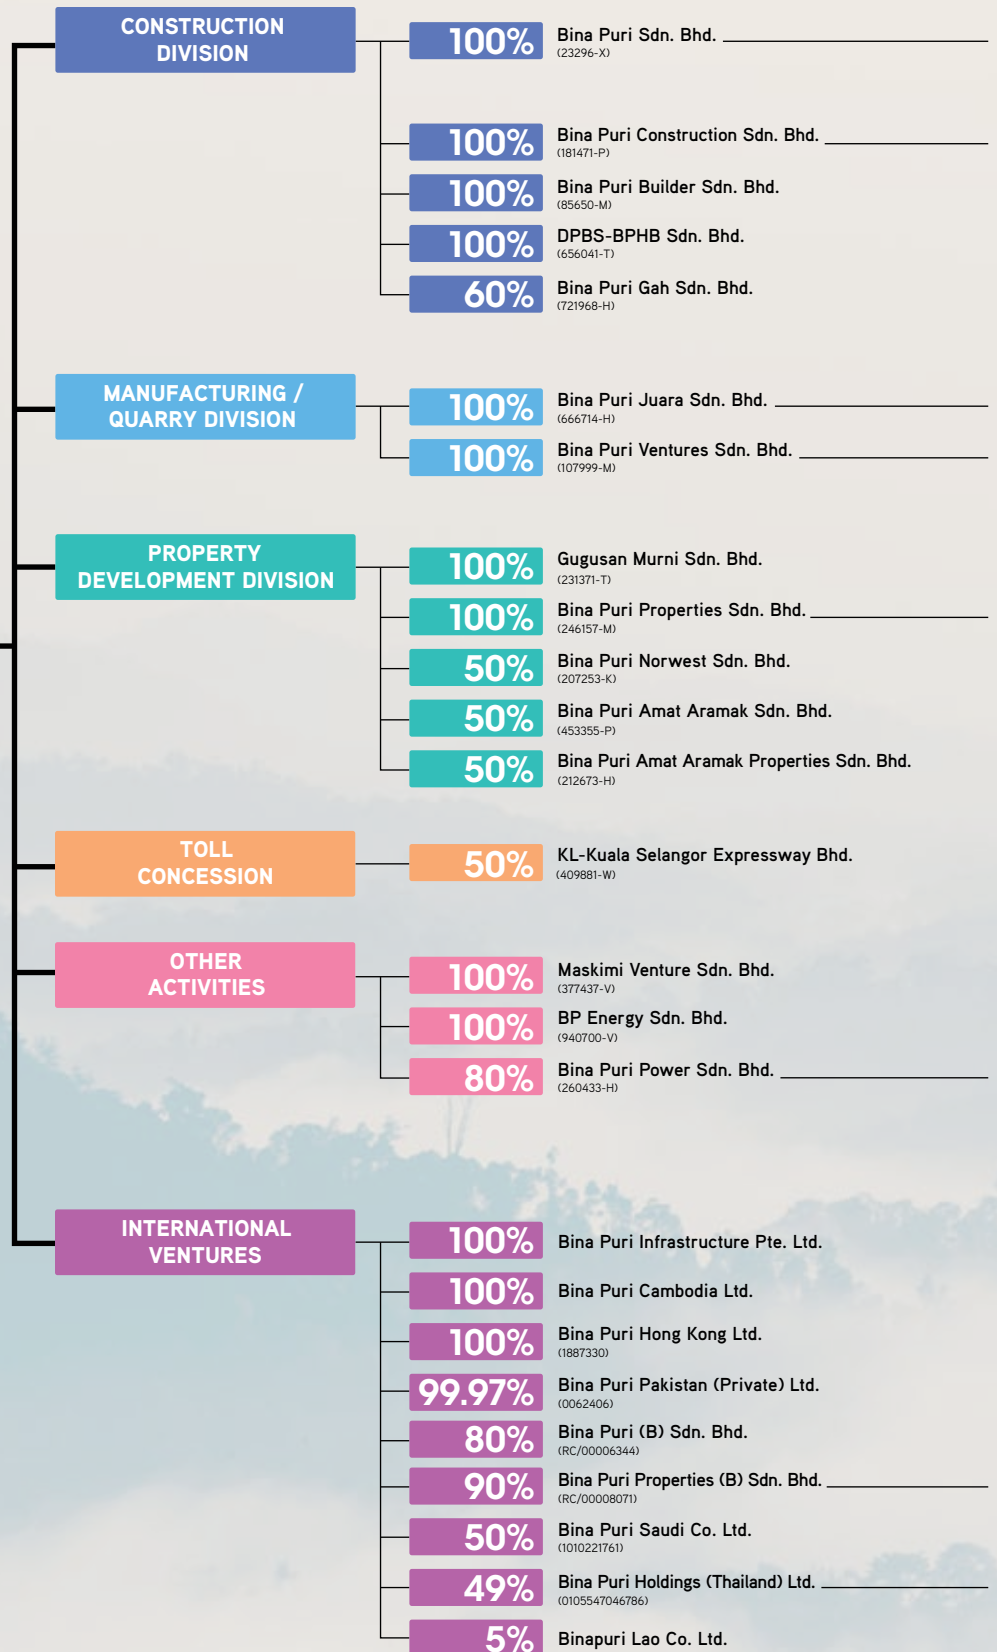 CONSTRUCTION
DIVISION
100%
Bina Puri Sdn. Bhd.
(23296-X)
100%
Bina Puri Construction Sdn. Bhd.
(181471-P)
100%
Bina Puri Builder Sdn. Bhd.
(85650-M)
100%
DPBS-BPHB Sdn. Bhd.
(656041-T)
60%
Bina Puri Gah Sdn. Bhd.
(721968-H)
MANUFACTURING /
QUARRY DIVISION
100%
Bina Puri Juara Sdn. Bhd.
(666714-H)
100%
Bina Puri Ventures Sdn. Bhd.
(107999-M)
PROPERTY
DEVELOPMENT DIVISION
100%
Gugusan Murni Sdn. Bhd.
(231371-T)
100%
Bina Puri Properties Sdn. Bhd.
(246157-M)
50%
Bina Puri Norwest Sdn. Bhd.
(207253-K)
50%
Bina Puri Amat Aramak Sdn. Bhd.
(453355-P)
50%
Bina Puri Amat Aramak Properties Sdn. Bhd.
(212673-H)
TOLL
CONCESSION
50%
KL-Kuala Selangor Expressway Bhd.
(409881-W)
OTHER
ACTIVITIES
100%
Maskimi Venture Sdn. Bhd.
(377437-V)
100%
BP Energy Sdn. Bhd.
(940700-V)
80%
Bina Puri Power Sdn. Bhd.
(260433-H)
INTERNATIONAL
VENTURES
100%
Bina Puri Infrastructure Pte. Ltd.
100%
Bina Puri Cambodia Ltd.
100%
Bina Puri Hong Kong Ltd.
(1887330)
99.97%
Bina Puri Pakistan (Private) Ltd.
(0062406)
80%
Bina Puri (B) Sdn. Bhd.
(RC/00006344)
90%
Bina Puri Properties (B) Sdn. Bhd.
(RC/00008071)
50%
Bina Puri Saudi Co. Ltd.
(1010221761)
49%
Bina Puri Holdings (Thailand) Ltd.
(0105547046786)
5%
Binapuri Lao Co. Ltd.